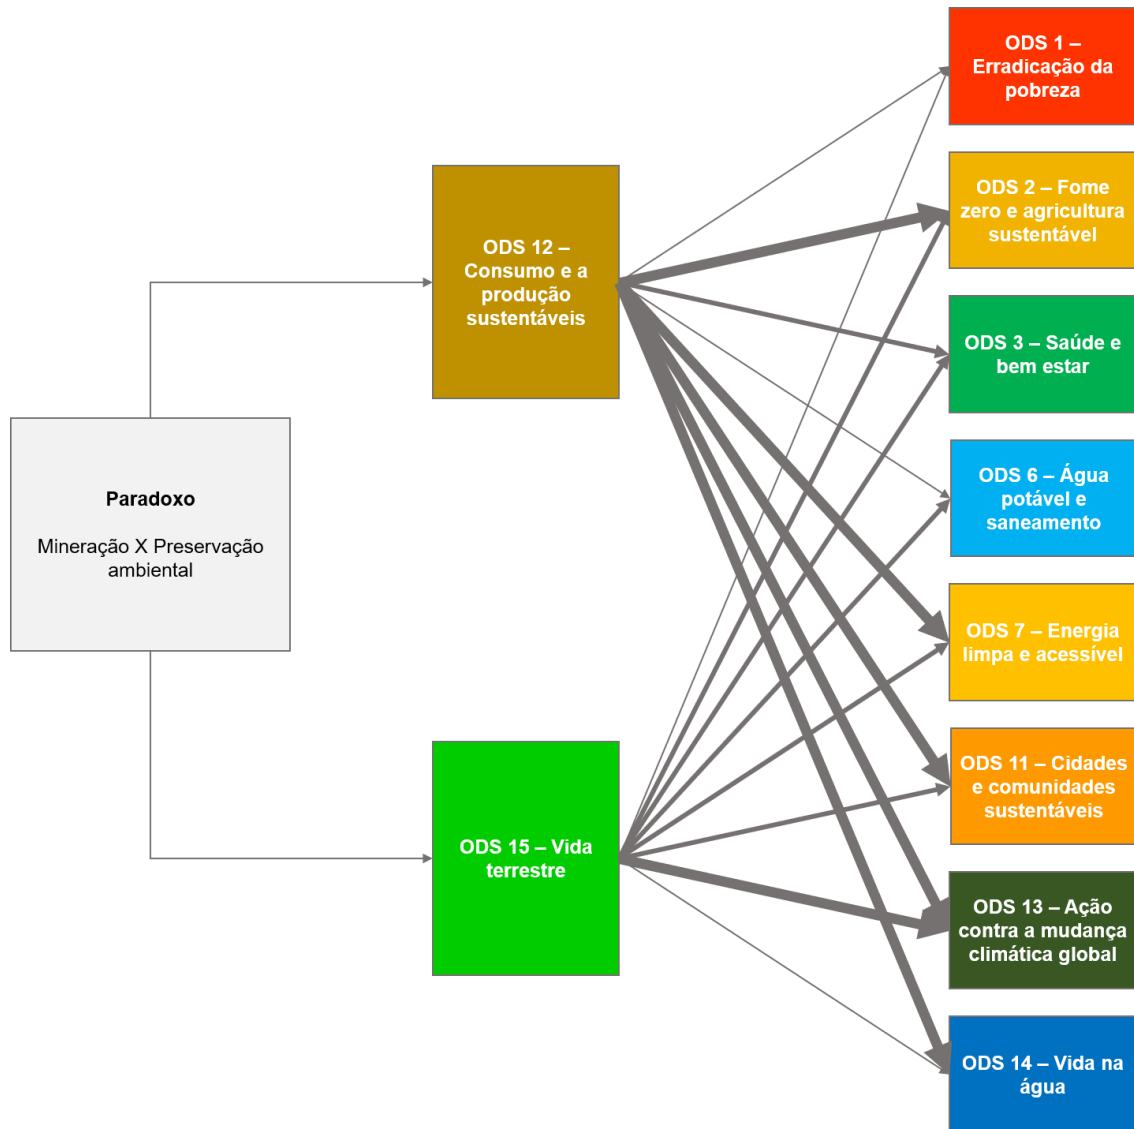 Paradoxo
Mineração X Preservação
ambiental
ODS 12 –
Consumo e a
produção
sustentáveis
ODS 15 – Vida
terrestre
ODS 1 –
Erradicação da
pobreza
ODS 2 – Fome
zero e agricultura
sustentável
ODS 3 – Saúde e
bem estar
ODS 6 – Água
potável e
saneamento
ODS 7 – Energia
limpa e acessível
ODS 11 – Cidades
e comunidades
sustentáveis
ODS 13 – Ação
contra a mudança
climática global
ODS 14 – Vida na
água